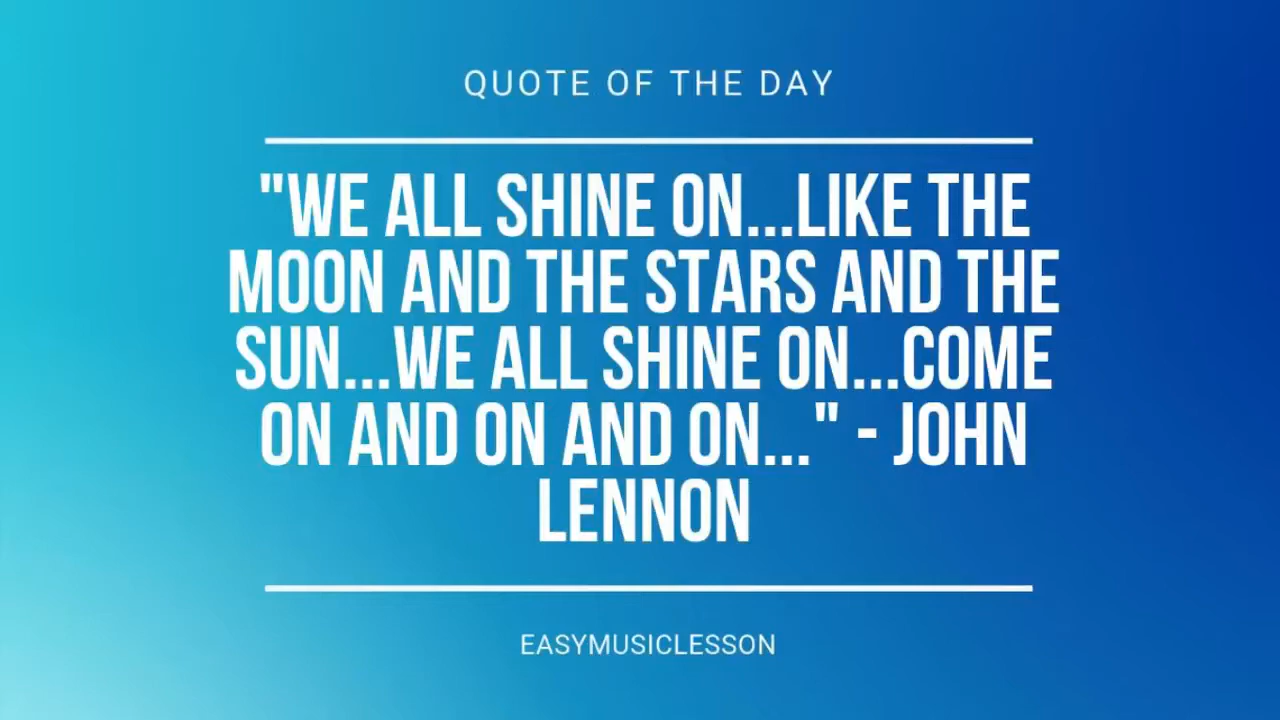 QUOTE OF THE DAY
"WE ALL SHINE ON...LIKE THE
MOON AND THE STARS AND THE
SUN...WE ALL SHINE ON...COME
ON AND ON AND ON..." - JOHN
LENNON
EASYMUSICLESSON